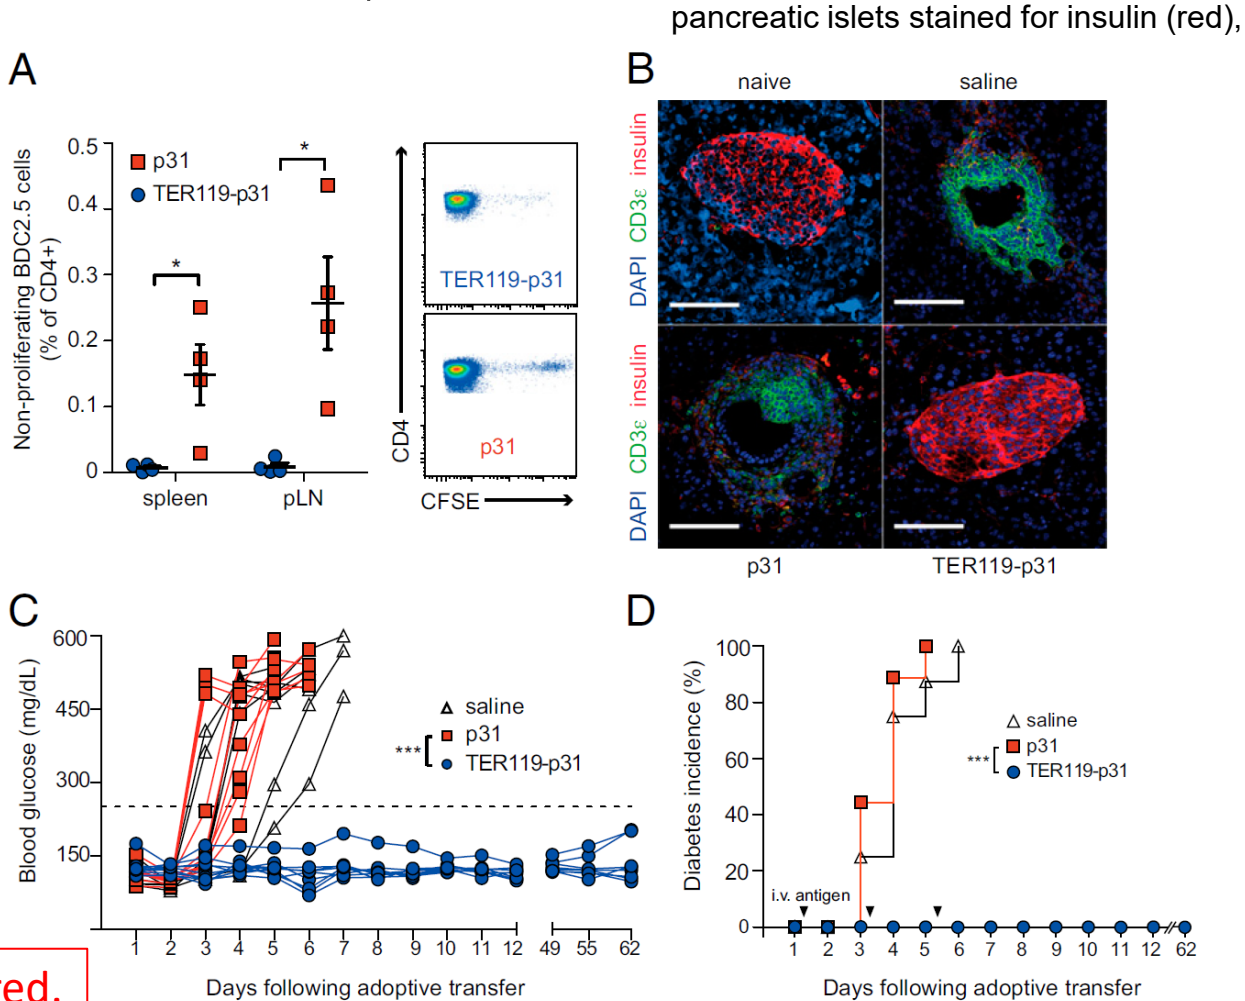 pancreatic islets stained for insulin (red),
A
Non-proliferating BDC2.5 cells
(% of CD4+)
0.5
0.4
0.3
0.2
0.1
0
p31
TER119-p31
*
*
spleen
pLN
TER119-p31
p31
CD4
CFSE
B
naive
saline
DAPI CD3ε insulin
DAPI CD3ε insulin
p31
TER119-p31
C
Blood glucose (mg/dL)
600
450
300
150
saline
p31
TER119-p31
***
1 2 3 4 5 6 7 8 9 10 11 12 49 55 62
Days following adoptive transfer
D
Diabetes incidence (%)
100
80
60
40
20
0
saline
p31
TER119-p31
***
i.v. antigen
1 2 3 4 5 6 7 8 9 10 11 12 62
Days following adoptive transfer
red.